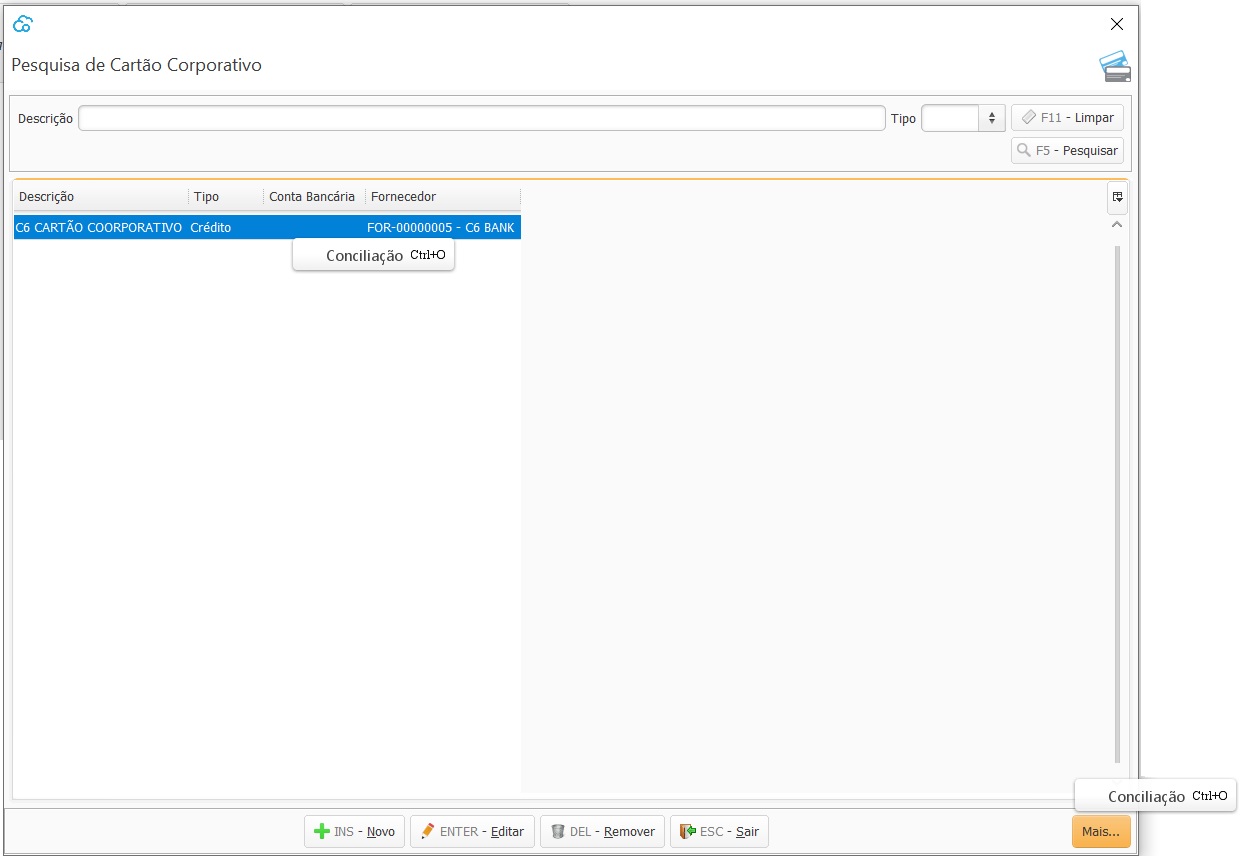 Pesquisa de Cartão Corporativo
Descrição Tipo F11 - Limpar
F5 - Pesquisar
Descrição Tipo Conta Bancária Fornecedor
C6 CARTÃO COORPORATIVO Crédito FOR-00000005 - C6 BANK
Conciliação Ctrl+O
Conciliação Ctrl+O
INS - Novo ENTER - Editar DEL - Remover ESC - Sair Mais...